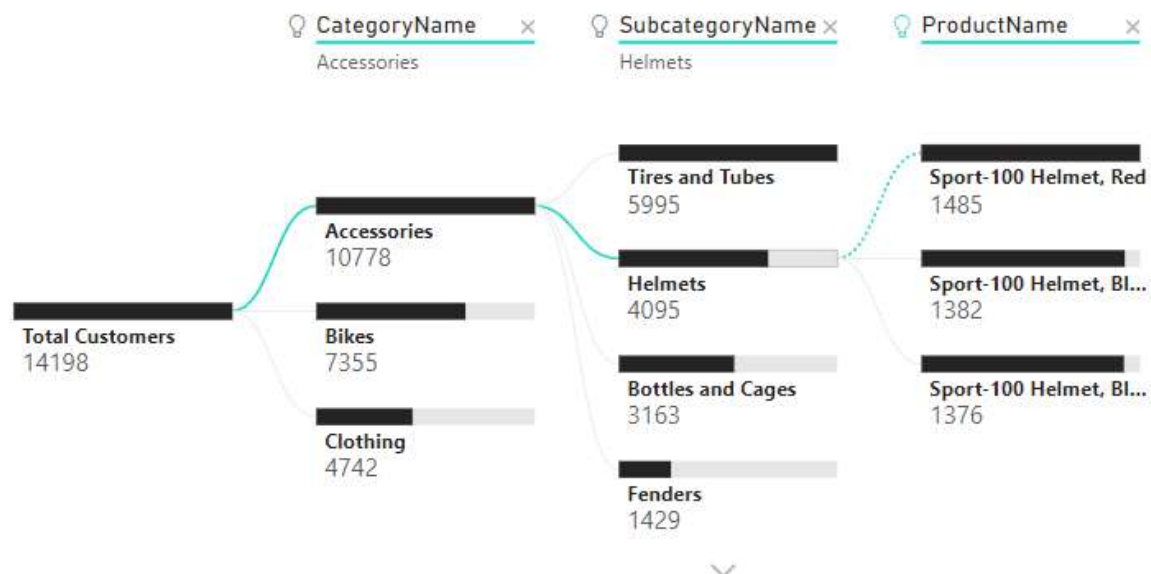 CategoryName
Accessories
SubcategoryName
Helmets
ProductName
Total Customers
14198
Accessories
10778
Bikes
7355
Clothing
4742
Tires and Tubes
5995
Helmets
4095
Bottles and Cages
3163
Fenders
1429
Sport-100 Helmet, Red
1485
Sport-100 Helmet, Bl...
1382
Sport-100 Helmet, Bl...
1376